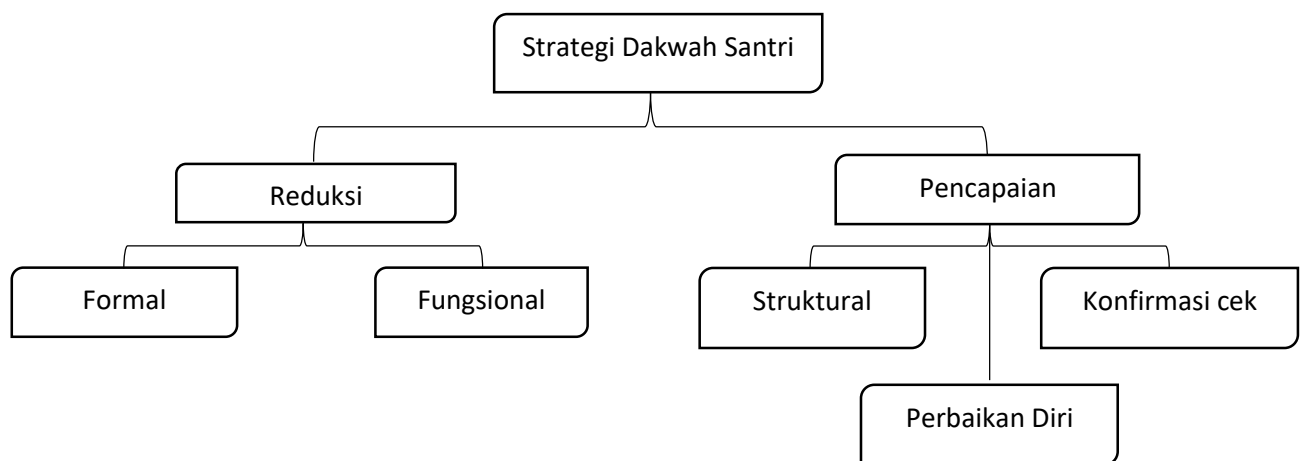 Strategi Dakwah Santri
Reduksi
Pencapaian
Formal
Fungsional
Struktural
Konfirmasi cek
Perbaikan Diri